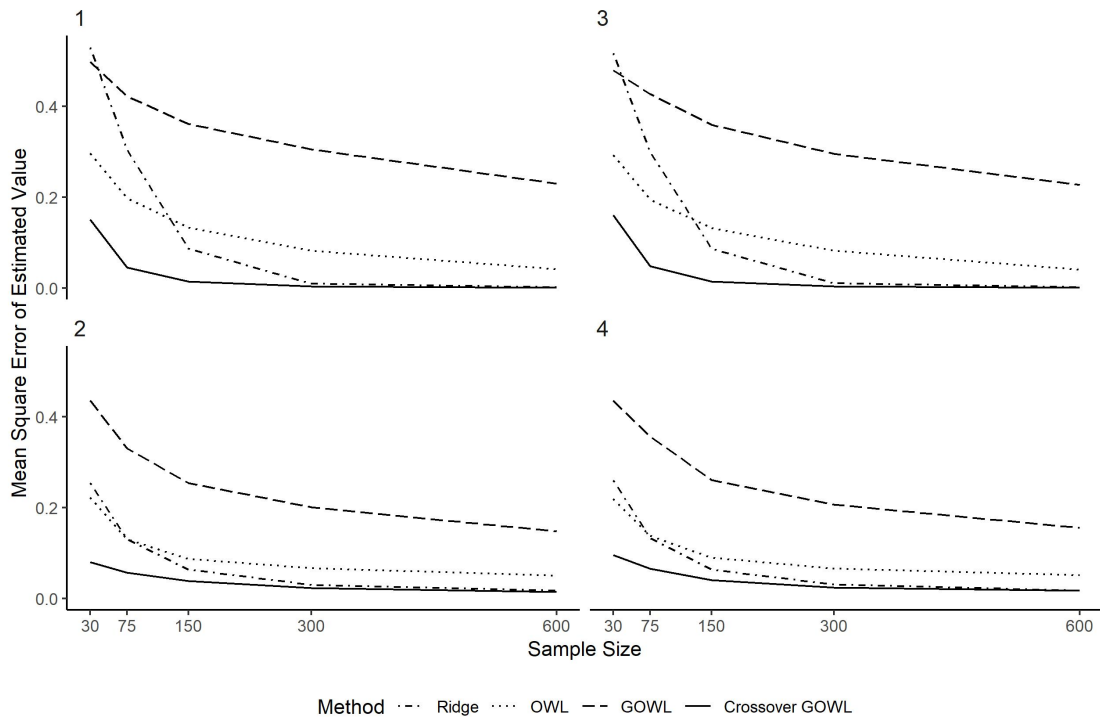 1
3
Mean Square Error of Estimated Value
0.4
0.2
0.0
2
4
0.4
0.2
0.0
30 75 150 300 600
30 75 150 300 600
Sample Size
Method Ridge OWL GOWL Crossover GOWL